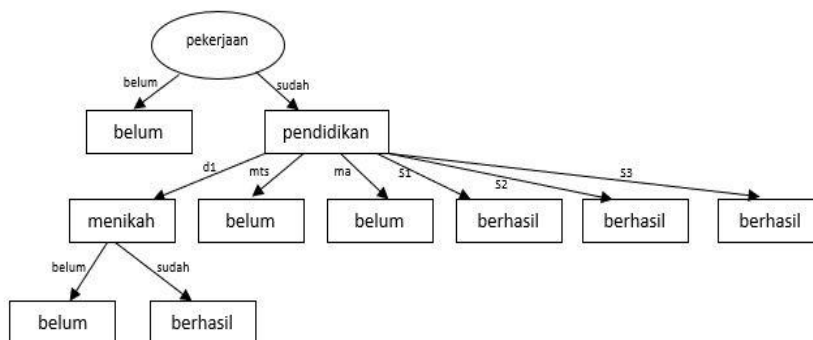 pekerjaan
belum
sudah
belum
pendidikan
d1
mts
ma
S1
S2
S3
menikah
belum
belum
berhasil
berhasil
berhasil
belum
sudah
belum
berhasil